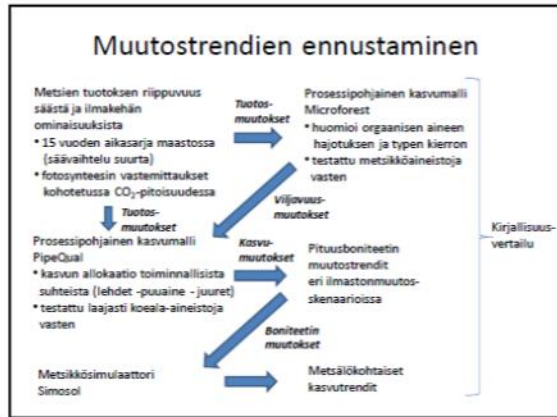 Muutostrendien ennustaminen
Metsien tuotoksen riippuvuus
säästä ja ilmakehän
ominaisuuksista
• 15 vuoden aikasarja maastossa
(säävaihtelu suurta)
• fotosynteesin vastemittaukset
kohotetussa CO₂-pitoisuudessa
Tuotos-
muutokset
Prosessipohjainen kasvumalli
Microforest
• huomioi orgaanisen aineen
hajotuksen ja typen kierron
• testattu metsikköaineistoja
vasten
Tuotos-
muutokset
Viljavuus-
muutokset
Prosessipohjainen kasvumalli
PipeQual
• kasvun allokaatio toiminnallisista
suhteista (lehdet -puuaine - juuret)
• testattu laajasti koeala-aineistoja
vasten
Kasvu-
muutokset
Pituusboniteetin
muutostrendit
eri ilmastonmuutos-
skenaarioissa
Kirjallisuus-
vertailu
Boniteetin
muutokset
Metsikkösimulaattori
Simosol
Metsälökohtaiset
kasvutrendit